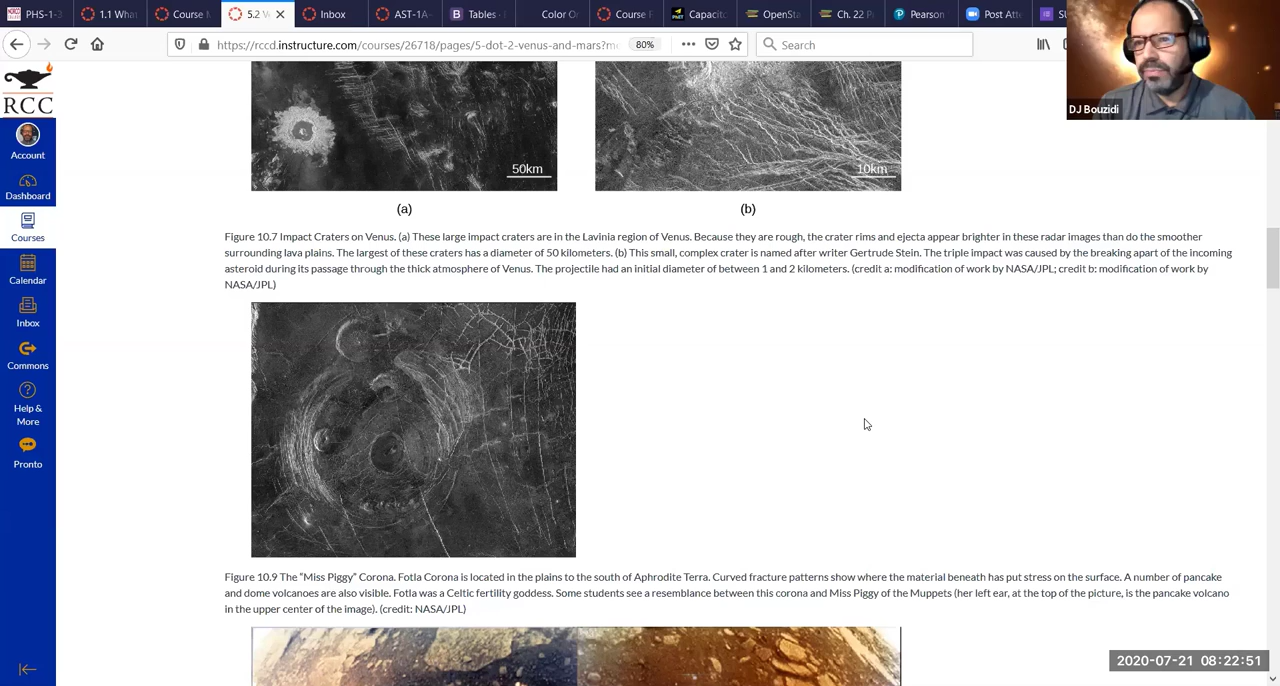 PHS-1-3
1.1 Wha
Course M
5.2 V
Inbox
AST-1A-
Tables -
Color O
Course R
Capacit
OpenSta
Ch. 22 P
Pearson
Post Atte
https://rccd.instructure.com/courses/26718/pages/5-dot-2-venus-and-mars?m
80%
Search
DJ Bouzidi
RCC
Account
Dashboard
Courses
Calendar
Inbox
Commons
Help &
More
Pronto
50km
10km
(a)
(b)
Figure 10.7 Impact Craters on Venus. (a) These large impact craters are in the Lavinia region of Venus. Because they are rough, the crater rims and ejecta appear brighter in these radar images than do the smoother
surrounding lava plains. The largest of these craters has a diameter of 50 kilometers. (b) This small, complex crater is named after writer Gertrude Stein. The triple impact was caused by the breaking apart of the incoming
asteroid during its passage through the thick atmosphere of Venus. The projectile had an initial diameter of between 1 and 2 kilometers. (credit a: modification of work by NASA/JPL; credit b: modification of work by
NASA/JPL)
Figure 10.9 The “Miss Piggy” Corona. Fotla Corona is located in the plains to the south of Aphrodite Terra. Curved fracture patterns show where the material beneath has put stress on the surface. A number of pancake
and dome volcanoes are also visible. Fotla was a Celtic fertility goddess. Some students see a resemblance between this corona and Miss Piggy of the Muppets (her left ear, at the top of the picture, is the pancake volcano
in the upper center of the image). (credit: NASA/JPL)
2020-07-21 08:22:51